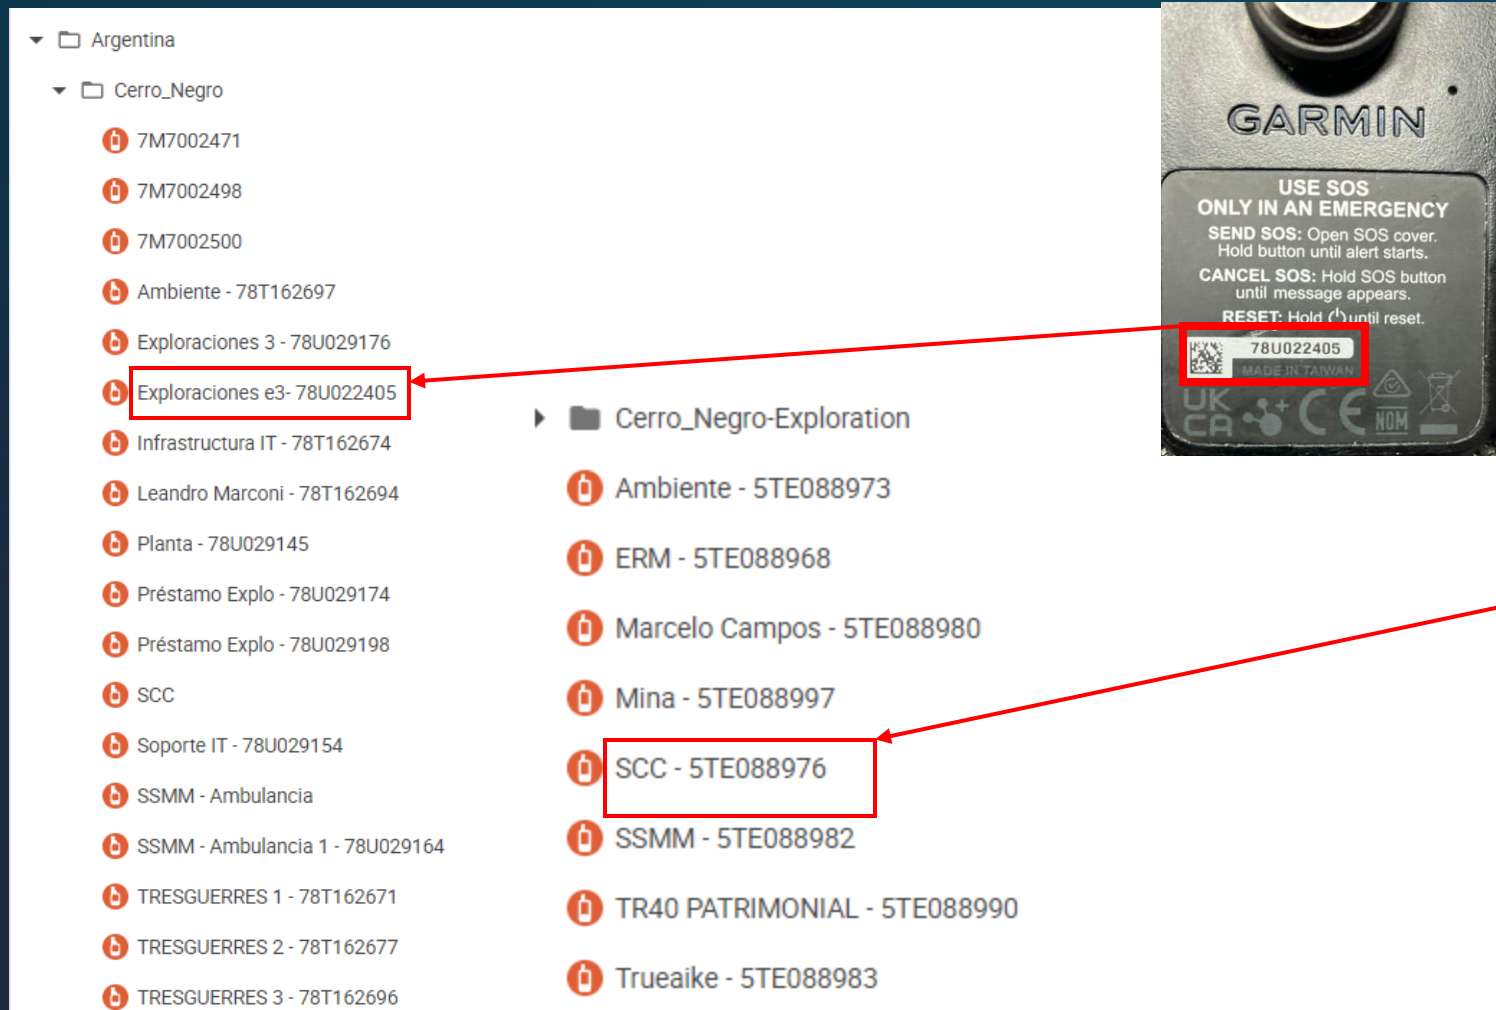 Argentina
Cerro_Negro
7M7002471
7M7002498
7M7002500
Ambiente - 78T162697
Exploraciones 3 - 78U029176
Exploraciones e3- 78U022405
Infrastructura IT - 78T162674
Leandro Marconi - 78T162694
Planta - 78U029145
Préstamo Explo - 78U029174
Préstamo Explo - 78U029198
SCC
Soporte IT - 78U029154
SSMM - Ambulancia
SSMM - Ambulancia 1 - 78U029164
TRESGUERRES 1 - 78T162671
TRESGUERRES 2 - 78T162677
TRESGUERRES 3 - 78T162696
Cerro_Negro-Exploration
Ambiente - 5TE088973
ERM - 5TE088968
Marcelo Campos - 5TE088980
Mina - 5TE088997
SCC - 5TE088976
SSMM - 5TE088982
TR40 PATRIMONIAL - 5TE088990
Trueaike - 5TE088983
GARMIN
USE SOS
ONLY IN AN EMERGENCY
SEND SOS: Open SOS cover.
Hold button until alert starts.
CANCEL SOS: Hold SOS button
until message appears.
RESET: Hold until reset.
78U022405
MADE IN TAIWAN
UK
CA
CE
NOM